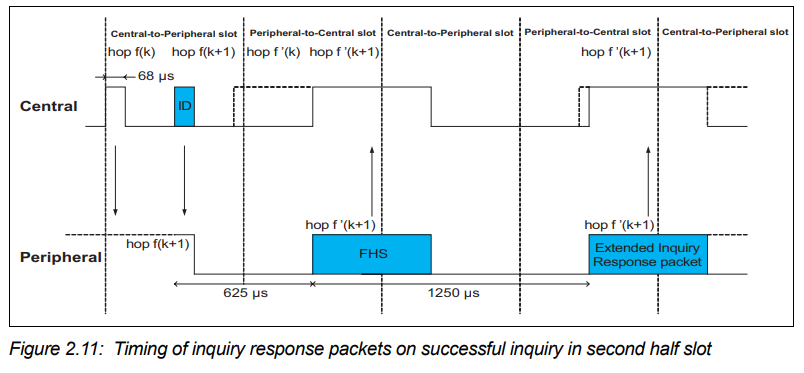 Central-to-Peripheral slot Peripheral-to-Central slot Central-to-Peripheral slot Peripheral-to-Central slot Central-to-Peripheral slot
hop f(k) hop f(k+1) hop f '(k) hop f '(k+1) hop f '(k+1)
68 µs
Central
ID
hop f(k+1) hop f '(k+1) hop f '(k+1)
Peripheral
FHS
Extended Inquiry
Response packet
625 µs 1250 µs
Figure 2.11: Timing of inquiry response packets on successful inquiry in second half slot